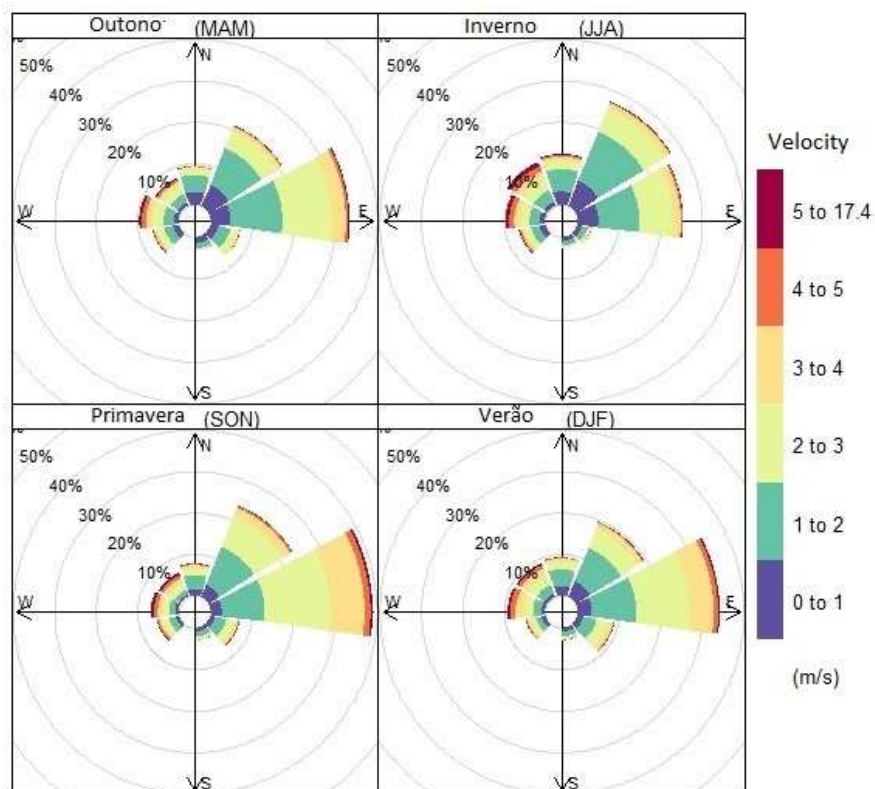 Outono (MAM)
Inverno (JJA)
N
50%
40%
30%
20%
10%
W
E
S
N
50%
40%
30%
20%
10%
W
E
S
Primavera (SON)
Verão (DJF)
N
50%
40%
30%
20%
10%
W
E
S
N
50%
40%
30%
20%
10%
W
E
S
Velocity
5 to 17.4
4 to 5
3 to 4
2 to 3
1 to 2
0 to 1
(m/s)